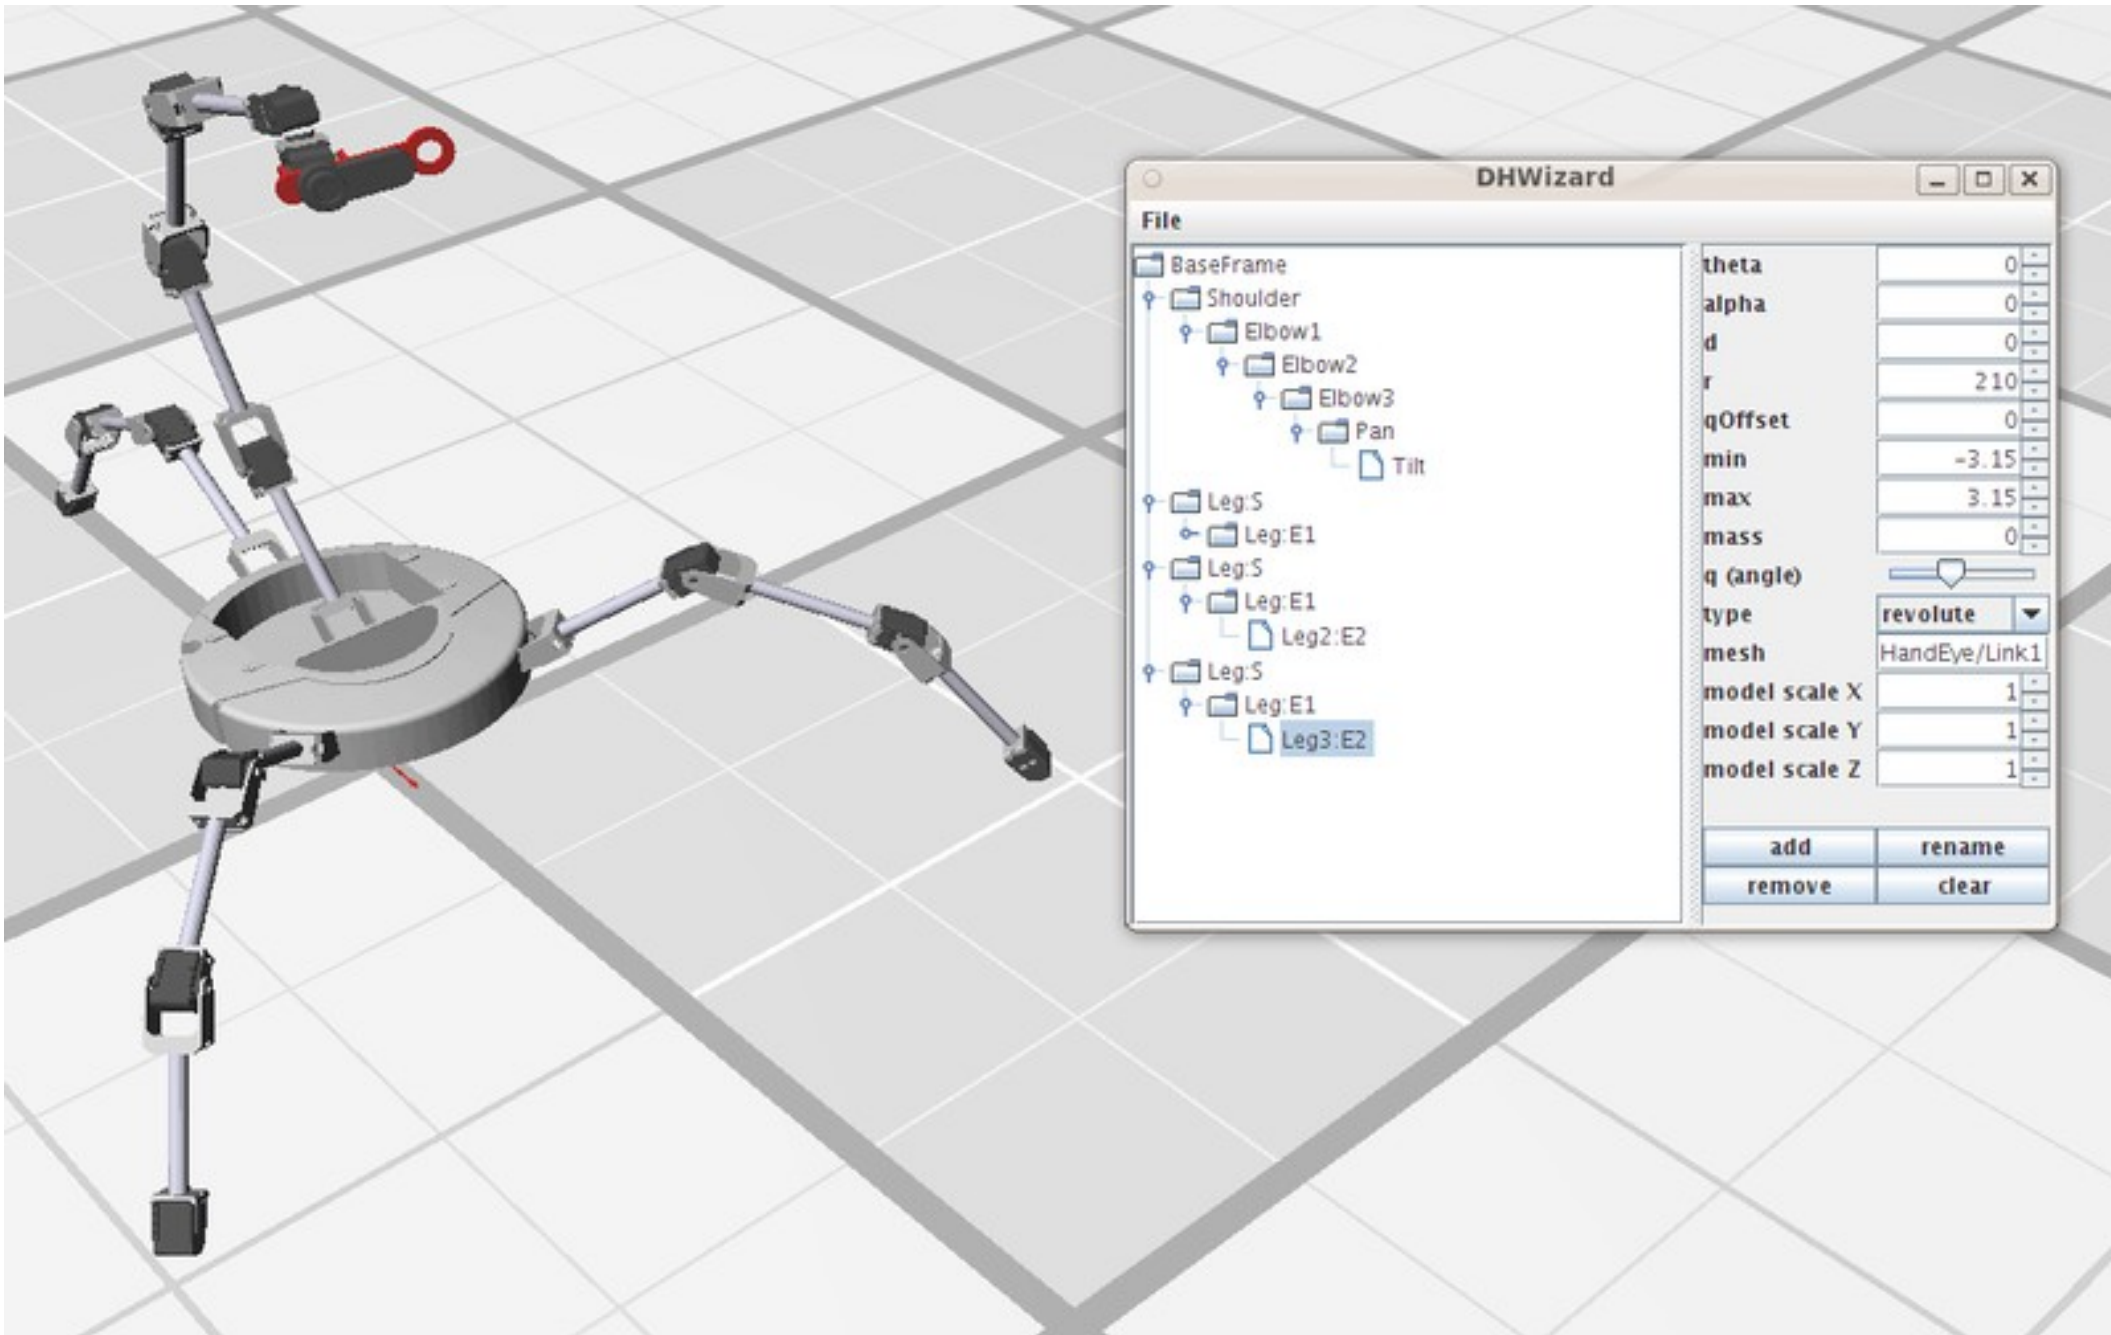 DHWizard
File
BaseFrame
Shoulder
Elbow1
Elbow2
Elbow3
Pan
Tilt
Leg:S
Leg:E1
Leg:S
Leg:E1
Leg2:E2
Leg:S
Leg:E1
Leg3:E2
theta 0
alpha 0
d 0
r 210
qOffset 0
min -3.15
max 3.15
mass 0
q (angle)
type revolute
mesh HandEye/Link1
model scale X 1
model scale Y 1
model scale Z 1
add rename
remove clear